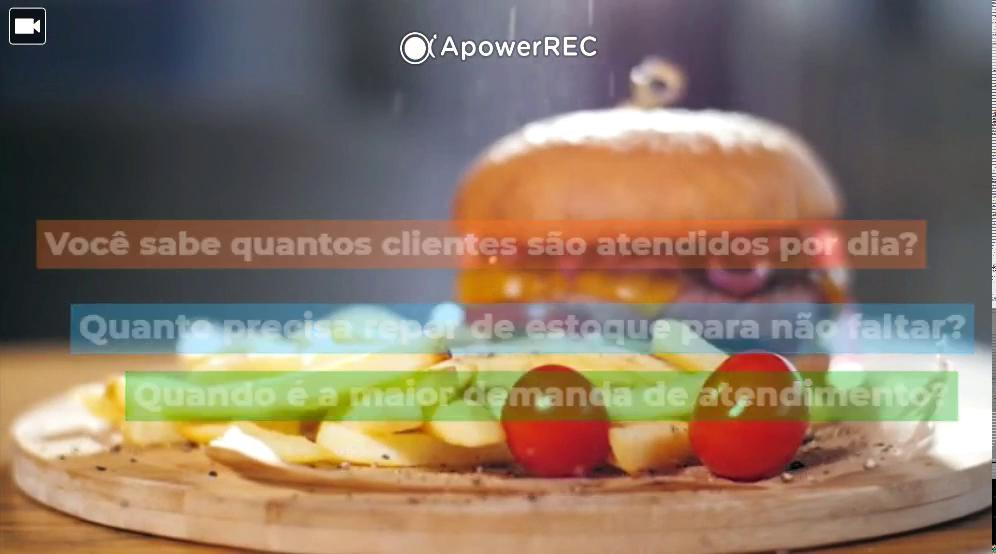 ApowerREC
Você sabe quantos clientes são atendidos por dia?
Quanto precisa repor de estoque para não faltar?
Quando é a maior demanda de atendimento?